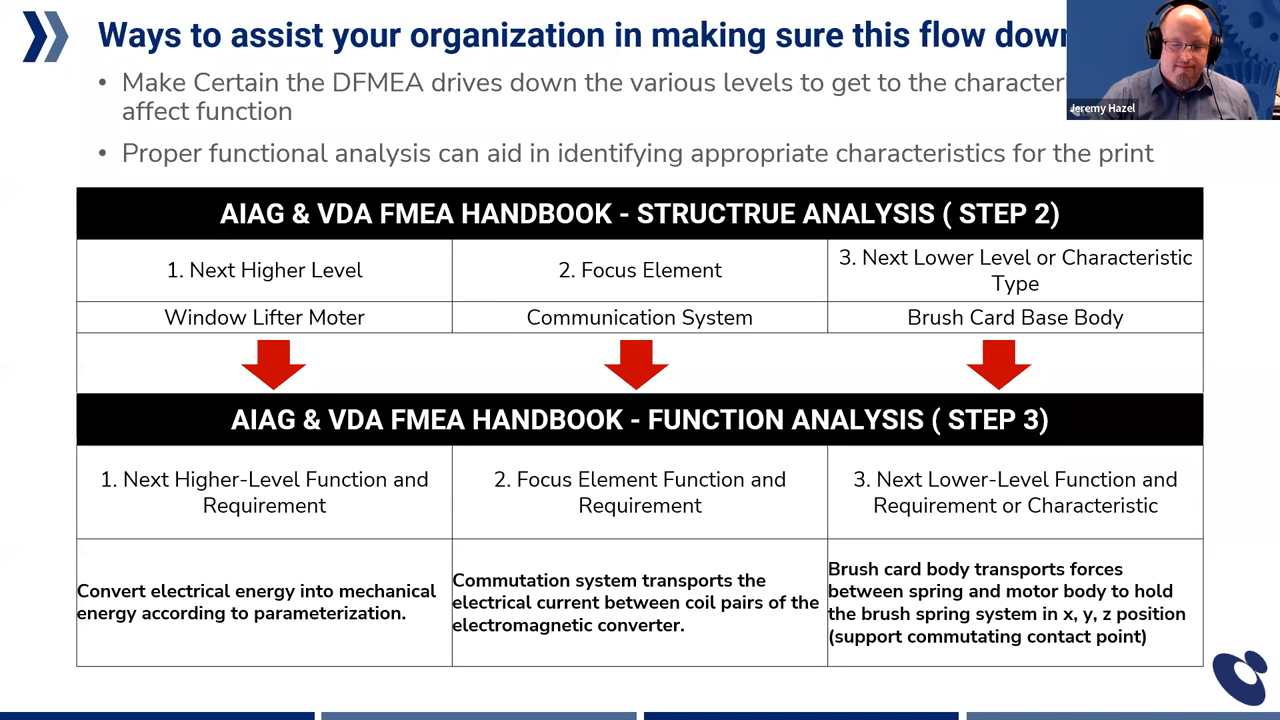 Ways to assist your organization in making sure this flow down
Jeremy Hazel
• Make Certain the DFMEA drives down the various levels to get to the
affect function
• Proper functional analysis can aid in identifying appropriate characteristics for the print
AIAG & VDA FMEA HANDBOOK - STRUCTRUE ANALYSIS ( STEP 2)
1. Next Higher Level
2. Focus Element
3. Next Lower Level or Characteristic
Type
Window Lifter Moter
Communication System
Brush Card Base Body
AIAG & VDA FMEA HANDBOOK - FUNCTION ANALYSIS ( STEP 3)
1. Next Higher-Level Function and
Requirement
2. Focus Element Function and
Requirement
3. Next Lower-Level Function and
Requirement or Characteristic
Convert electrical energy into mechanical
energy according to parameterization.
Commutation system transports the
electrical current between coil pairs of the
electromagnetic converter.
Brush card body transports forces
between spring and motor body to hold
the brush spring system in x, y, z position
(support commutating contact point)